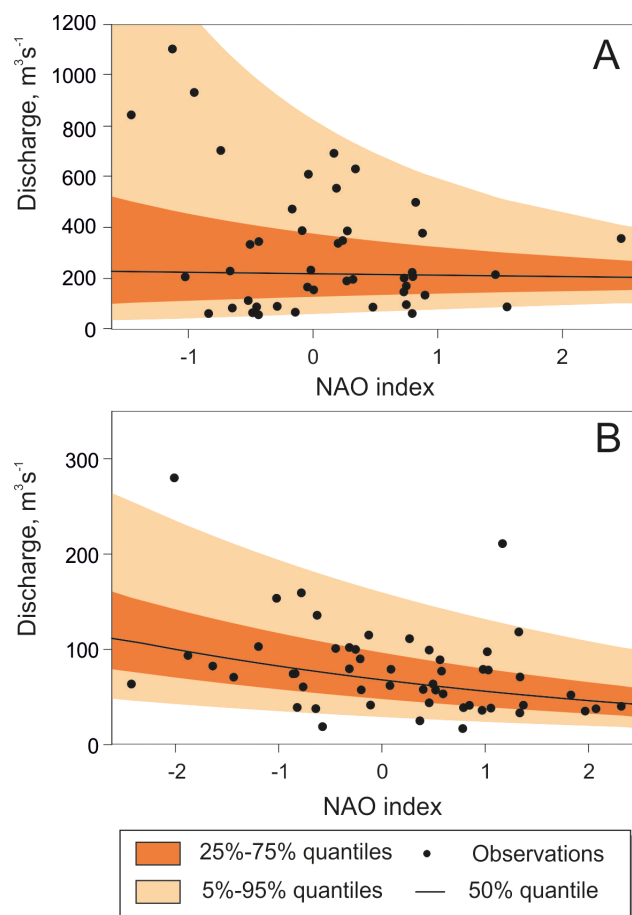 A
Discharge, m³s⁻¹
1200
1000
800
600
400
200
0
-1
0
1
2
NAO index
B
Discharge, m³s⁻¹
300
200
100
0
-2
-1
0
1
2
NAO index
25%-75% quantiles
Observations
5%-95% quantiles
50% quantile